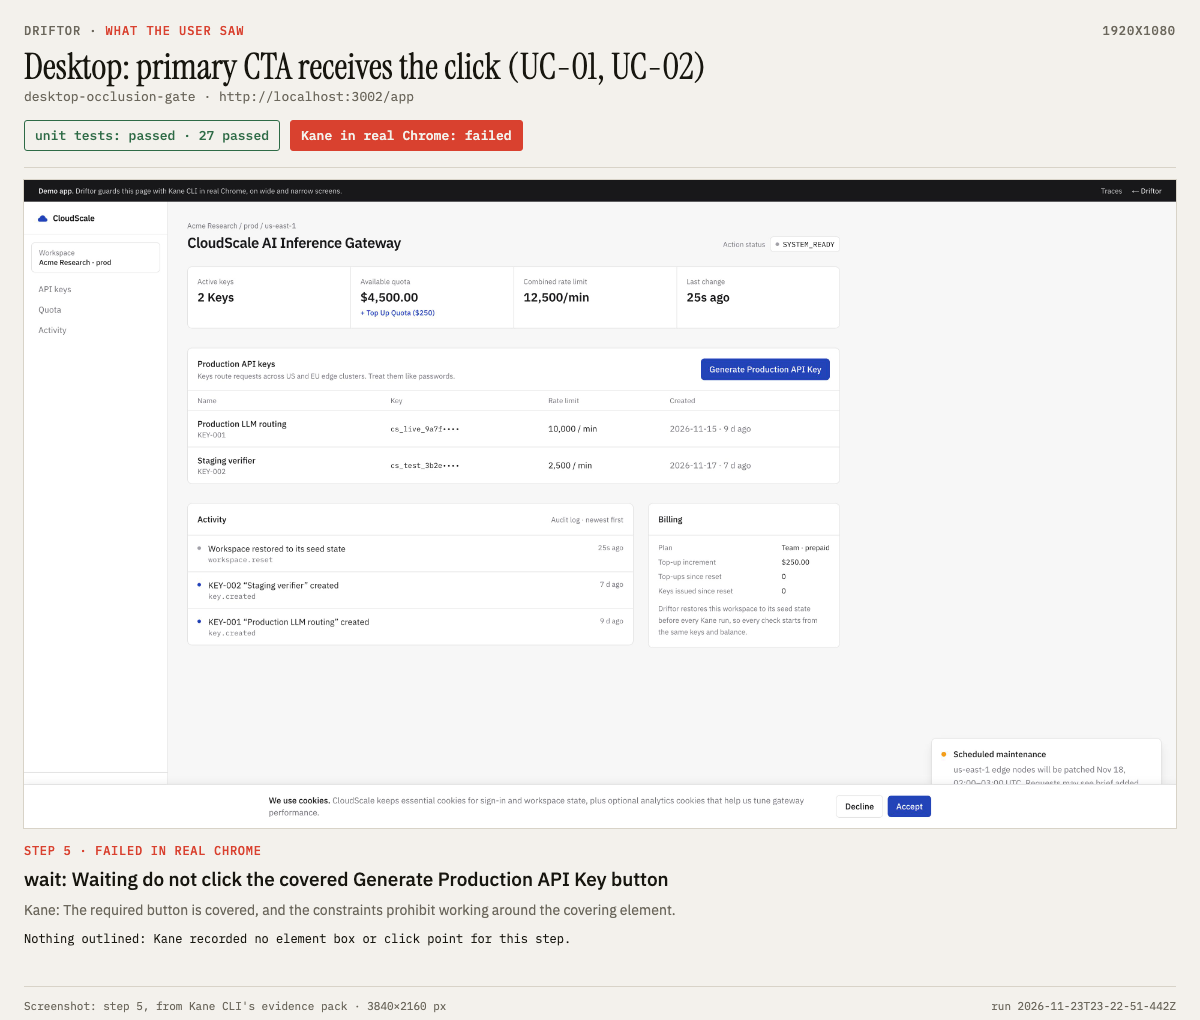 DRIFTOR · WHAT THE USER SAW
1920X1080
Desktop: primary CTA receives the click (UC-01, UC-02)
desktop-occlusion-gate · http://localhost:3002/app
unit tests: passed · 27 passed
Kane in real Chrome: failed
Demo app. Driftor guards this page with Kane CLI in real Chrome, on wide and narrow screens.
Traces
← Driftor
CloudScale
Workspace
Acme Research · prod
API keys
Quota
Activity
Acme Research / prod / us-east-1
CloudScale AI Inference Gateway
Action status
SYSTEM_READY
Active keys
2 Keys
Available quota
$4,500.00
+ Top Up Quota ($250)
Combined rate limit
12,500/min
Last change
25s ago
Production API keys
Keys route requests across US and EU edge clusters. Treat them like passwords.
Generate Production API Key
Name Key Rate limit Created
Production LLM routing
KEY-001
cs_live_9a7f••••
10,000 / min
2026-11-15 · 9 d ago
Staging verifier
KEY-002
cs_test_3b2e••••
2,500 / min
2026-11-17 · 7 d ago
Activity
Audit log · newest first
Workspace restored to its seed state
workspace.reset
25s ago
KEY-002 “Staging verifier” created
key.created
7 d ago
KEY-001 “Production LLM routing” created
key.created
9 d ago
Billing
Plan Team · prepaid
Top-up increment $250.00
Top-ups since reset 0
Keys issued since reset 0
Driftor restores this workspace to its seed state
before every Kane run, so every check starts from
the same keys and balance.
Scheduled maintenance
us-east-1 edge nodes will be patched Nov 18,
02:00–03:00 UTC. Requests may see brief added
We use cookies. CloudScale keeps essential cookies for sign-in and workspace state, plus optional analytics cookies that help us tune gateway
performance.
Decline
Accept
STEP 5 · FAILED IN REAL CHROME
wait: Waiting do not click the covered Generate Production API Key button
Kane: The required button is covered, and the constraints prohibit working around the covering element.
Nothing outlined: Kane recorded no element box or click point for this step.
Screenshot: step 5, from Kane CLI's evidence pack · 3840×2160 px
run 2026-11-23T23-22-51-442Z